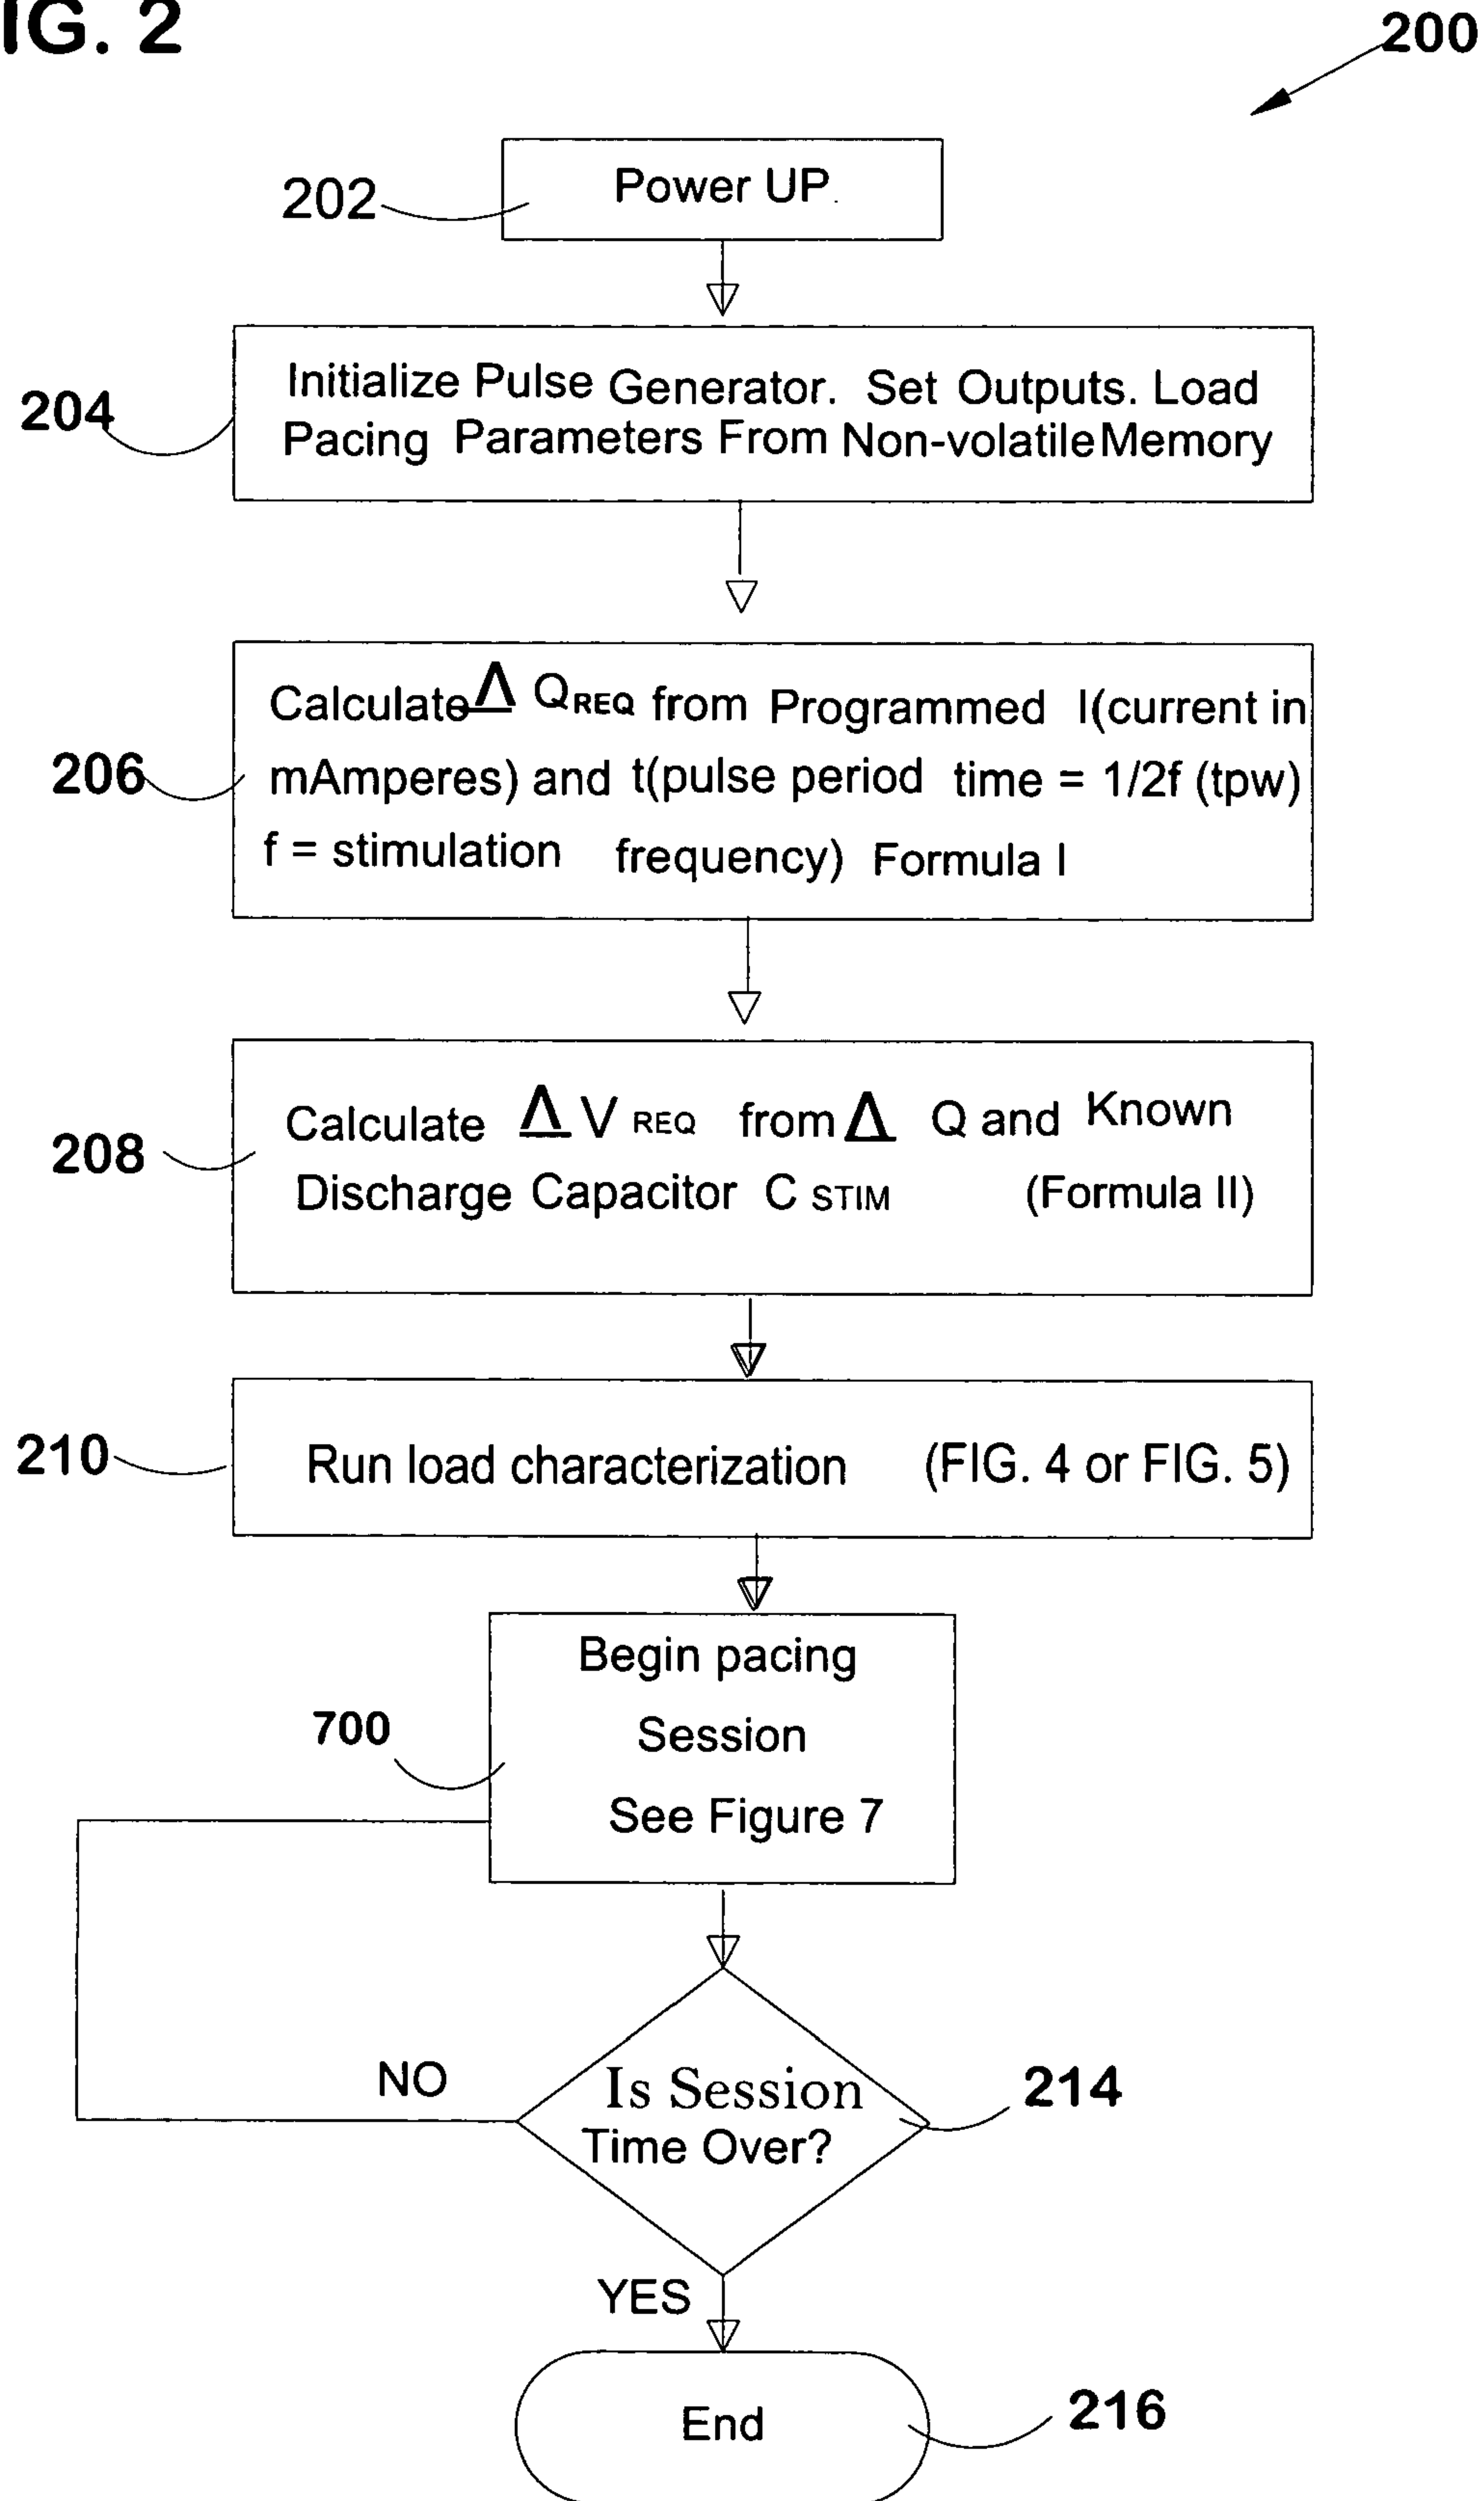 IG. 2
200
202
Power UP.
204
Initialize Pulse Generator. Set Outputs. Load
Pacing Parameters From Non-volatile Memory
206
Calculate Δ QREQ from Programmed I(current in
mAmperes) and t(pulse period time = 1/2f (tpw)
f = stimulation frequency) Formula I
208
Calculate Δ V REQ from Δ Q and Known
Discharge Capacitor C STIM (Formula II)
210
Run load characterization (FIG. 4 or FIG. 5)
700
Begin pacing
Session
See Figure 7
NO
Is Session
Time Over?
214
YES
End
216